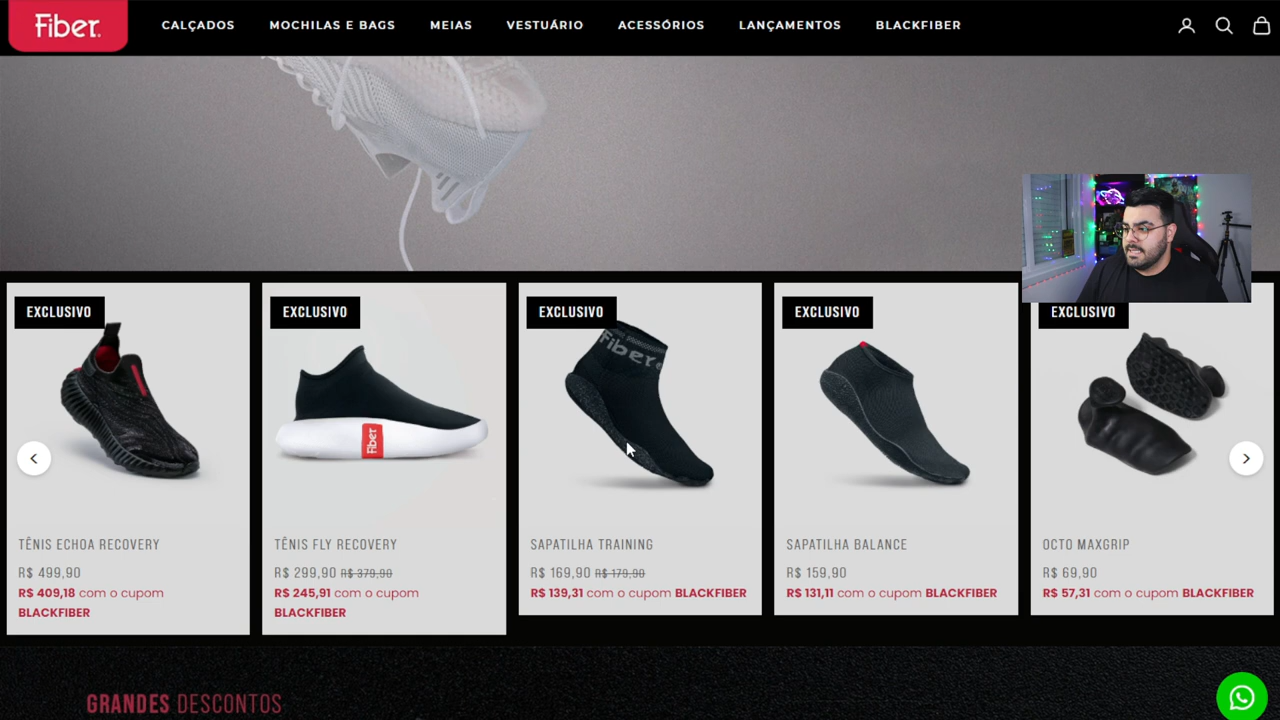 Fiber.
CALÇADOS MOCHILAS E BAGS MEIAS VESTUÁRIO ACESSÓRIOS LANÇAMENTOS BLACKFIBER
EXCLUSIVO
EXCLUSIVO
EXCLUSIVO
EXCLUSIVO
EXCLUSIVO
Fiber
Fiber
TÊNIS ECHOA RECOVERY
R$ 499,90
R$ 409,18 com o cupom
BLACKFIBER
TÊNIS FLY RECOVERY
R$ 299,90 R$ 379,90
R$ 245,91 com o cupom
BLACKFIBER
SAPATILHA TRAINING
R$ 169,90 R$ 179,90
R$ 139,31 com o cupom BLACKFIBER
SAPATILHA BALANCE
R$ 159,90
R$ 131,11 com o cupom BLACKFIBER
OCTO MAXGRIP
R$ 69,90
R$ 57,31 com o cupom BLACKFIBER
GRANDES DESCONTOS